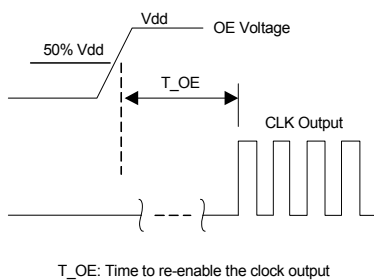 Vdd
OE Voltage
50% Vdd
T_OE
CLK Output
T_OE: Time to re-enable the clock output